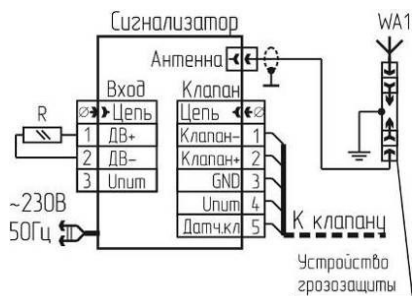 Сигнализатор
WA1
Антенна
Вход
Клапан
Цепь
Цепь
R
1 ДВ+
Клапан- 1
2 ДВ-
Клапан+ 2
3 Uпит
GND 3
~230В
Uпит 4
50Гц
Датч.кл 5
К клапану
Устройство
грозозащиты